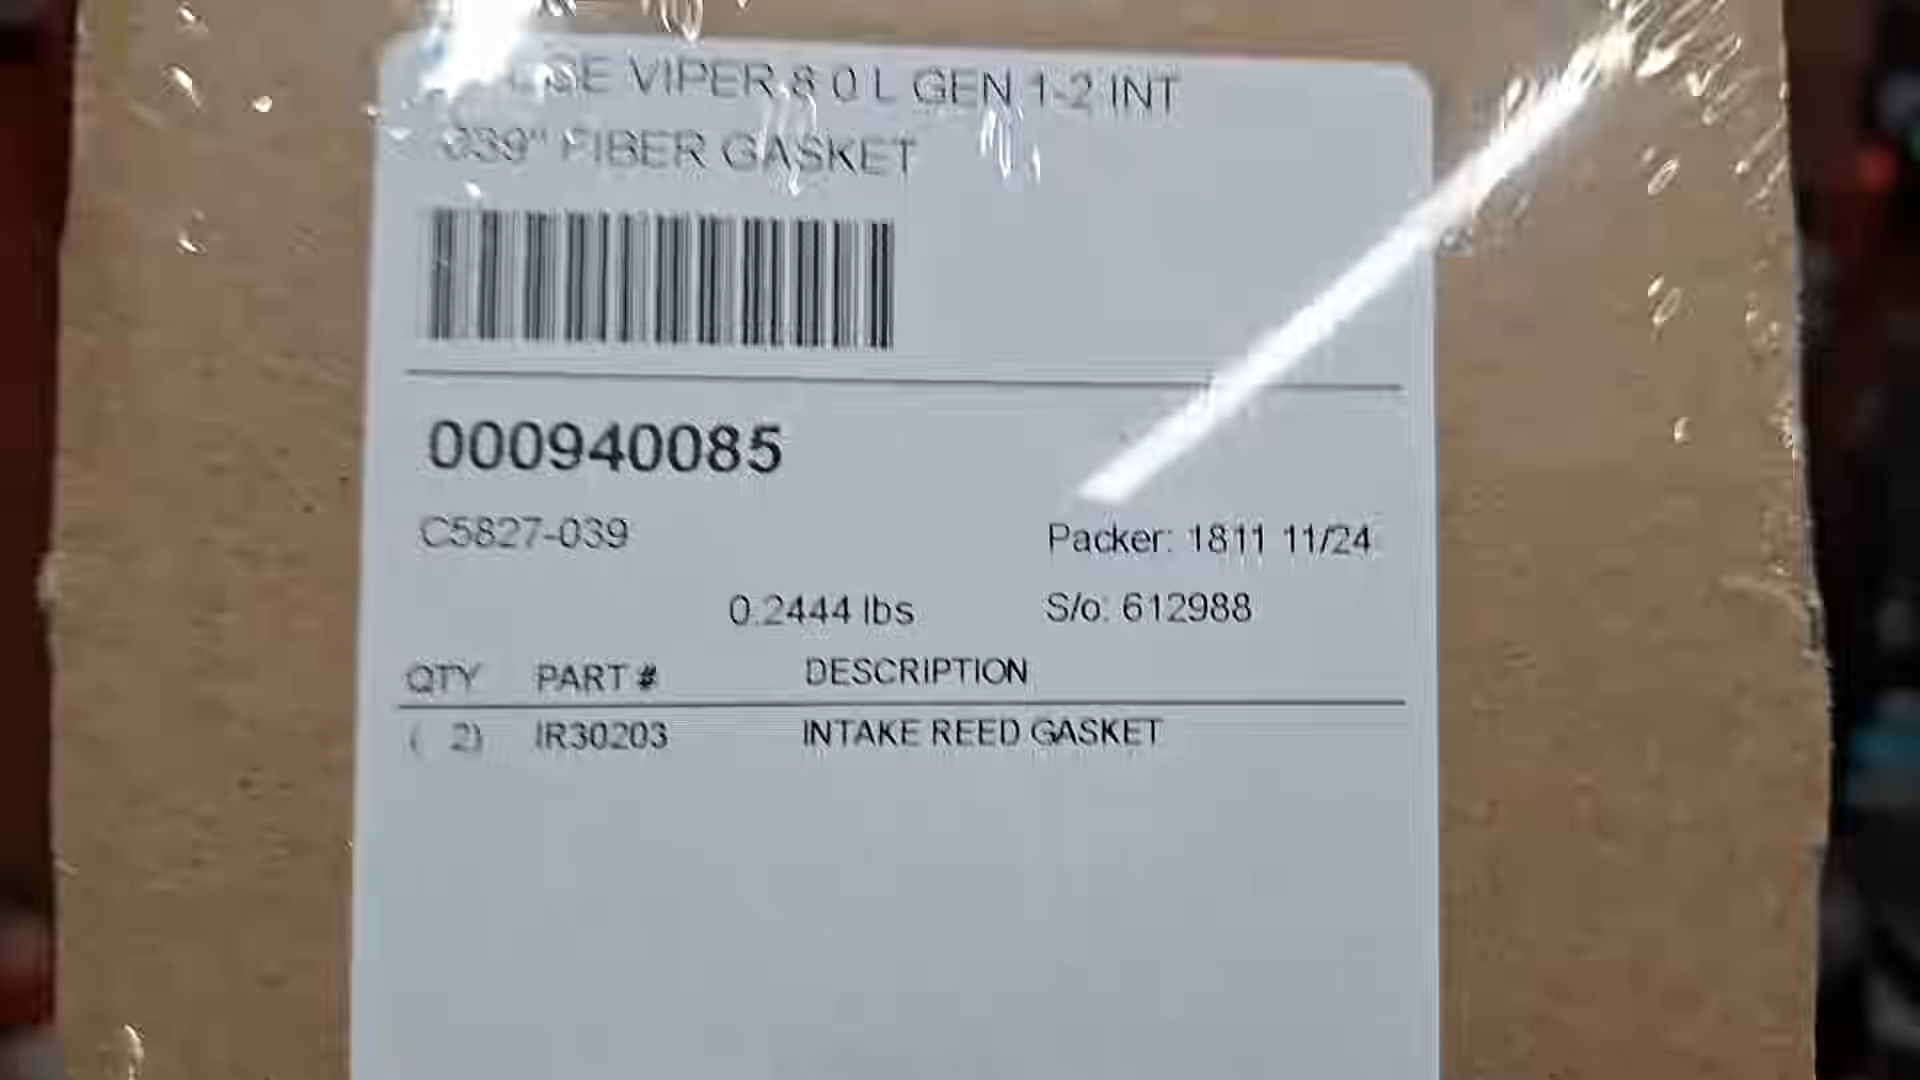 VIPER 8 0 L GEN 1-2 INT
039" FIBER GASKET
000940085
C5827-039
Packer: 1811 11/24
0.2444 lbs
S/o: 612988
QTY PART # DESCRIPTION
( 2) IR30203 INTAKE REED GASKET